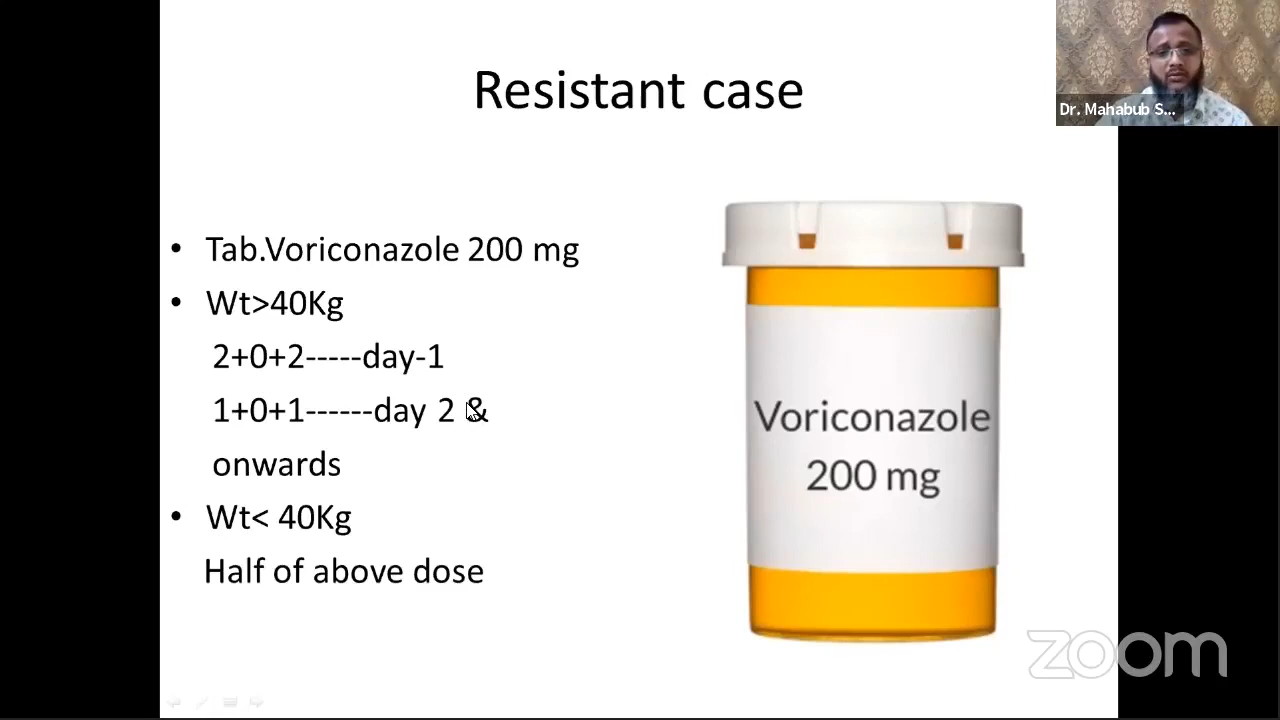 Resistant case
Dr. Mahabub S...
• Tab.Voriconazole 200 mg
• Wt>40Kg
2+0+2-----day-1
1+0+1------day 2 &
onwards
• Wt< 40Kg
Half of above dose
Voriconazole
200 mg
zoom